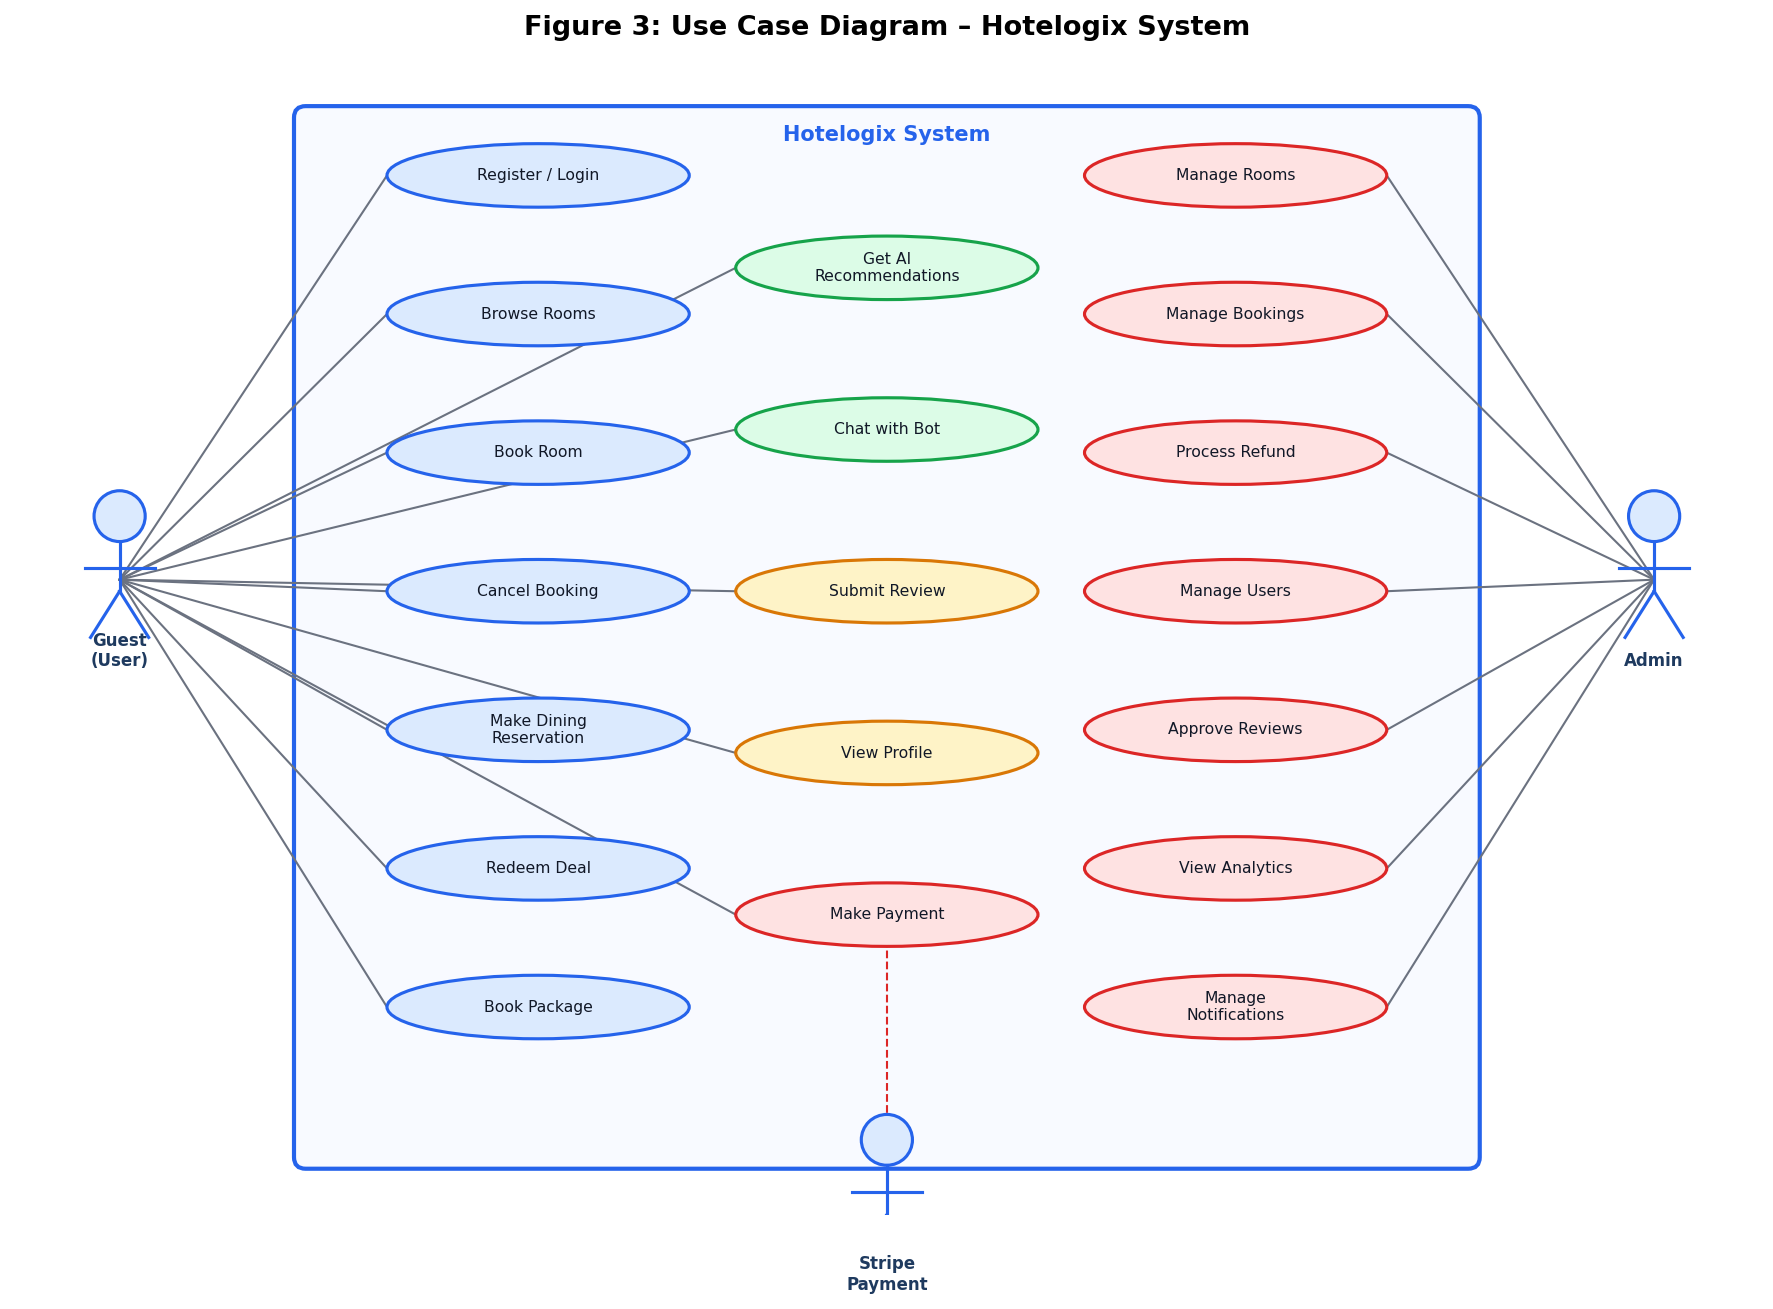 Figure 3: Use Case Diagram – Hotelogix System
Hotelogix System
Register / Login
Browse Rooms
Book Room
Cancel Booking
Make Dining
Reservation
Redeem Deal
Book Package
Get AI
Recommendations
Chat with Bot
Submit Review
View Profile
Make Payment
Manage Rooms
Manage Bookings
Process Refund
Manage Users
Approve Reviews
View Analytics
Manage
Notifications
Guest
(User)
Admin
Stripe
Payment